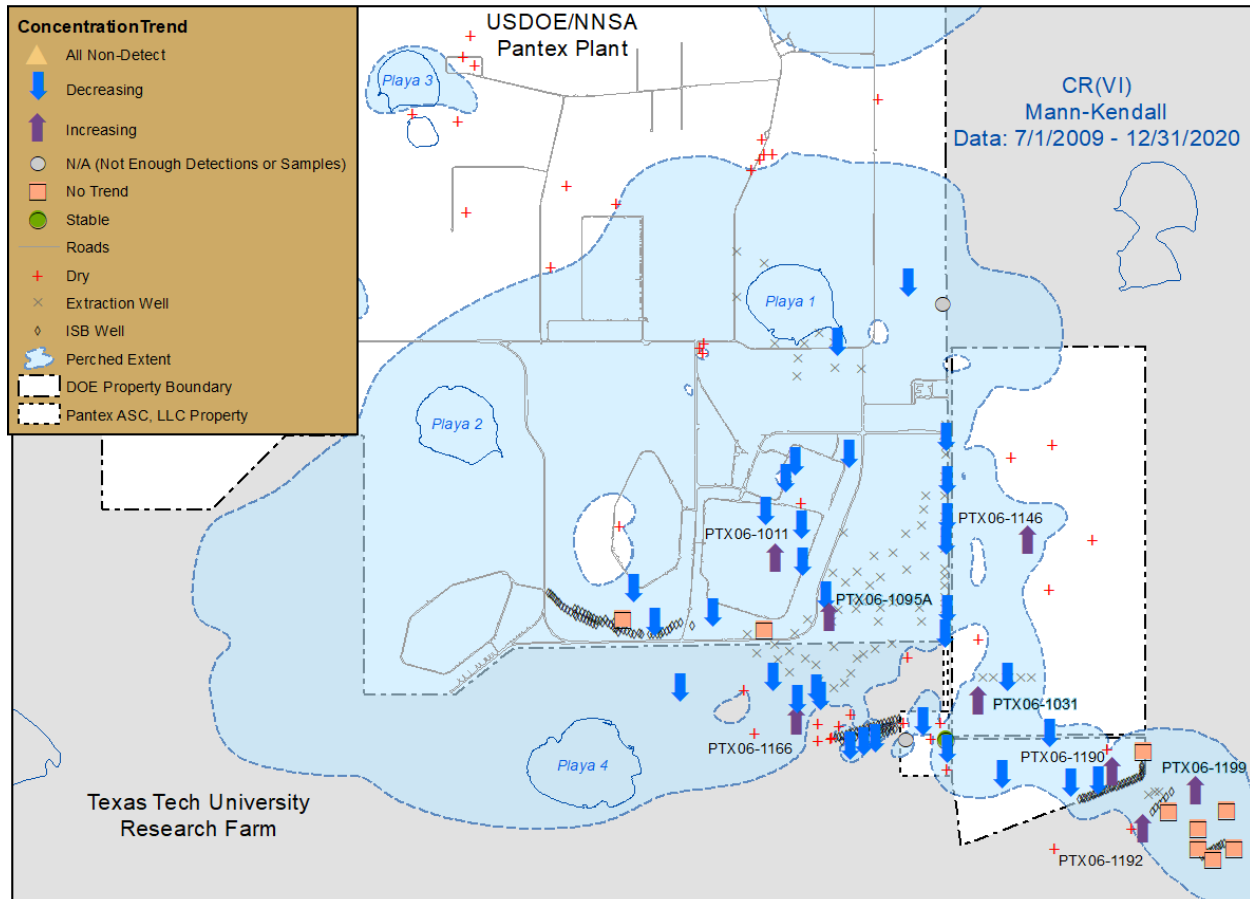 ConcentrationTrend
All Non-Detect
Decreasing
Increasing
N/A (Not Enough Detections or Samples)
No Trend
Stable
Roads
Dry
Extraction Well
ISB Well
Perched Extent
DOE Property Boundary
Pantex ASC, LLC Property
USDOE/NNSA
Pantex Plant
CR(VI)
Mann-Kendall
Data: 7/1/2009 - 12/31/2020
Playa 3
Playa 1
Playa 2
PTX06-1146
PTX06-1011
PTX06-1095A
PTX06-1031
PTX06-1166
PTX06-1190
PTX06-1199
Playa 4
Texas Tech University
Research Farm
PTX06-1192